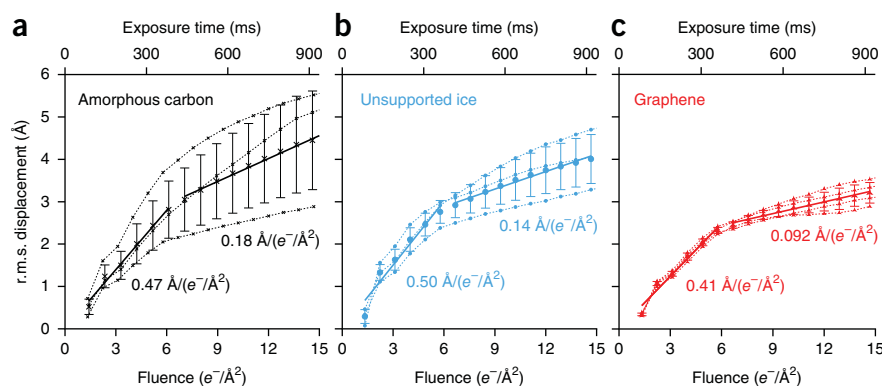 a
b
c
Exposure time (ms)
Exposure time (ms)
Exposure time (ms)
0 300 600 900
0 300 600 900
0 300 600 900
r.m.s. displacement (Å)
6
5
4
3
2
1
0
Amorphous carbon
Unsupported ice
Graphene
0.18 Å/(e⁻/Å²)
0.47 Å/(e⁻/Å²)
0.14 Å/(e⁻/Å²)
0.50 Å/(e⁻/Å²)
0.092 Å/(e⁻/Å²)
0.41 Å/(e⁻/Å²)
0 3 6 9 12 15
0 3 6 9 12 15
0 3 6 9 12 15
Fluence (e⁻/Å²)
Fluence (e⁻/Å²)
Fluence (e⁻/Å²)